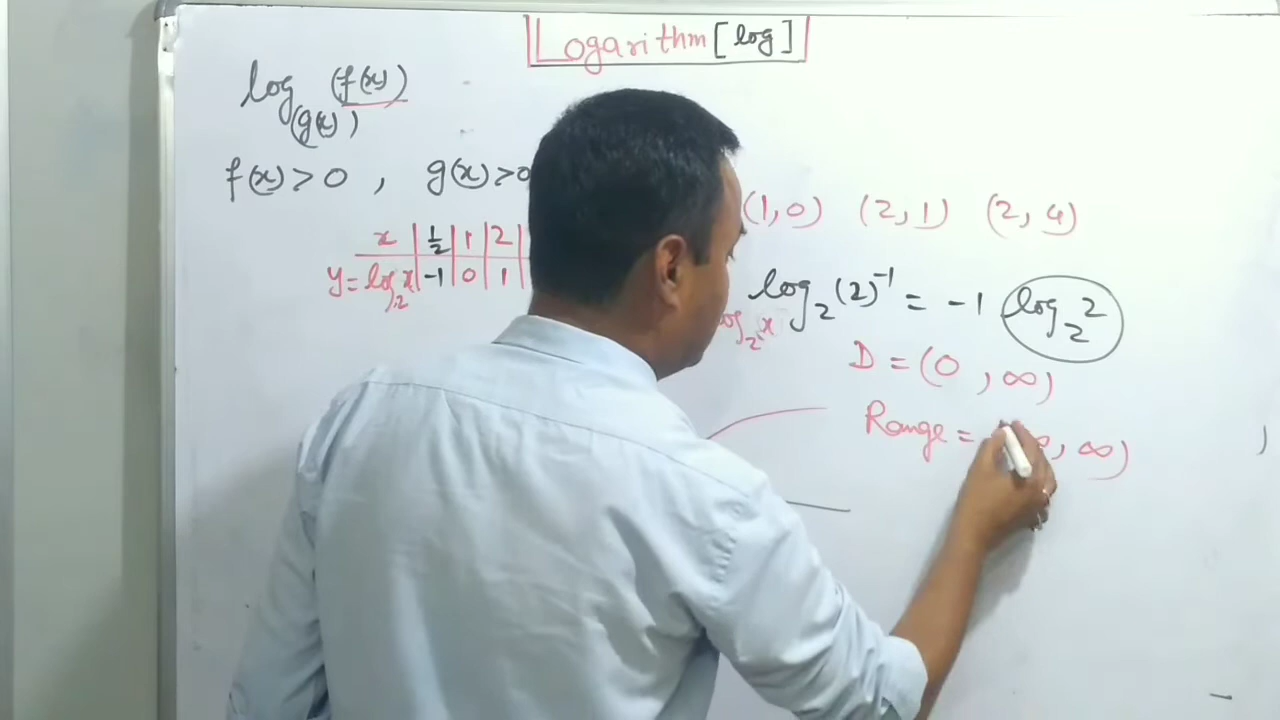 Logarithm [log]
log (f(x))
(g(x))
f(x) > 0 , g(x) > 0
(1,0) (2,1) (2,4)
x | 1/2 | 1 | 2 |
y = log₂x | -1 | 0 | 1 |
log₂(2)⁻¹ = -1 log₂2
log₂x
D = (0, ∞)
Range = , ∞)